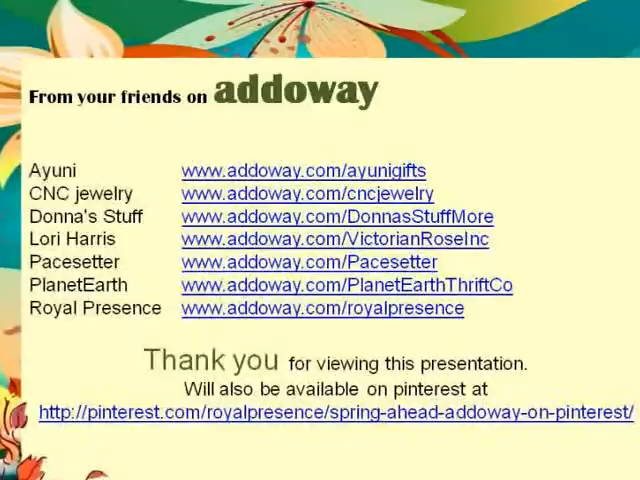 From your friends on addoway
Ayuni www.addoway.com/ayunigifts
CNC jewelry www.addoway.com/cncjewelry
Donna's Stuff www.addoway.com/DonnasStuffMore
Lori Harris www.addoway.com/VictorianRoseInc
Pacesetter www.addoway.com/Pacesetter
PlanetEarth www.addoway.com/PlanetEarthThriftCo
Royal Presence www.addoway.com/royalpresence
Thank you for viewing this presentation.
Will also be available on pinterest at
http://pinterest.com/royalpresence/spring-ahead-addoway-on-pinterest/